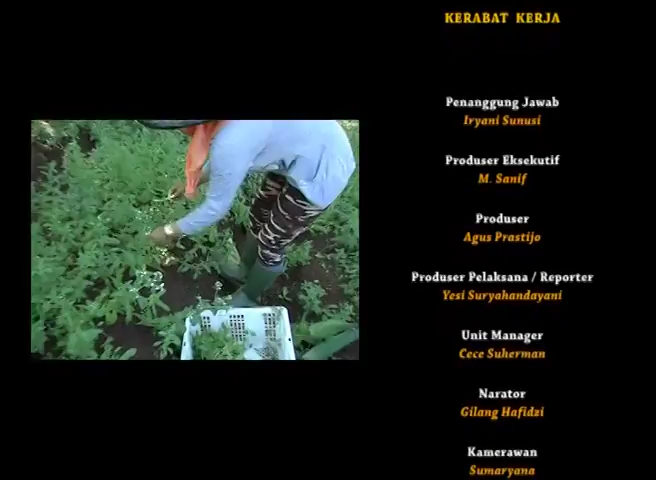 KERABAT KERJA
Penanggung Jawab
Iryani Sunusi
Produser Eksekutif
M. Sanif
Produser
Agus Prastijo
Produser Pelaksana / Reporter
Yesi Suryahandayani
Unit Manager
Cece Suherman
Narator
Gilang Hafidzi
Kamerawan
Sumaryana